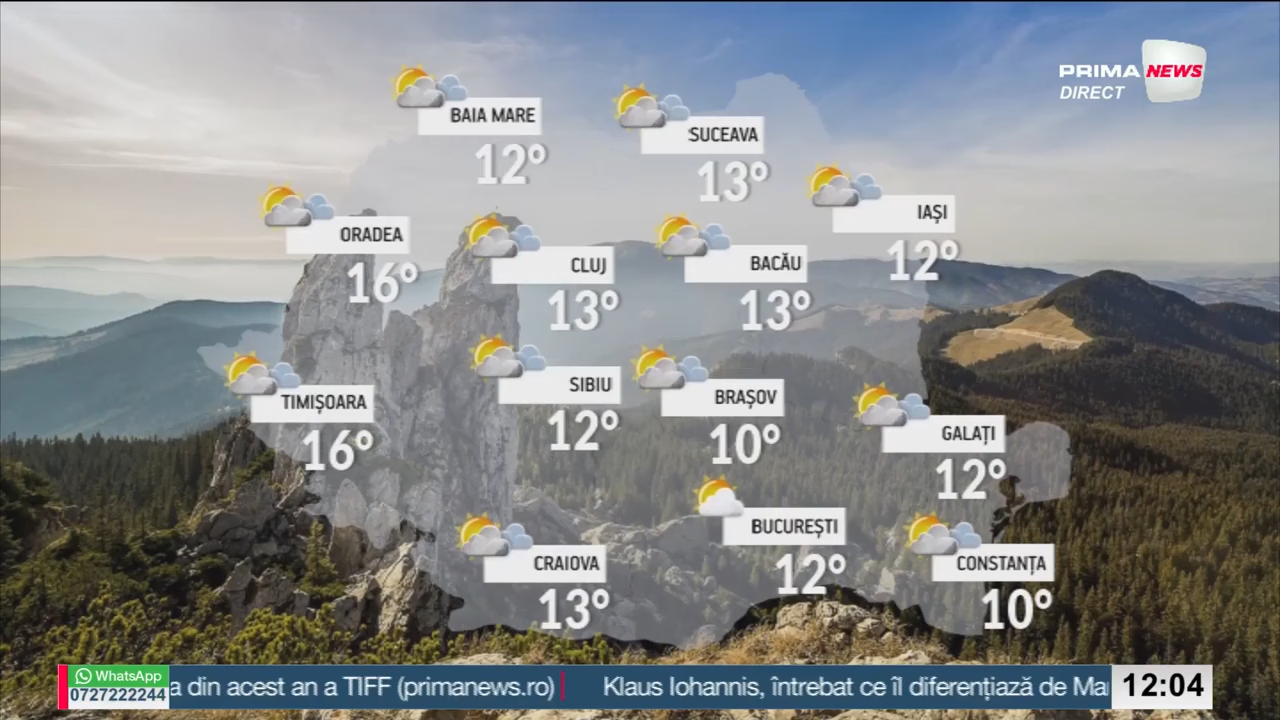 PRIMA NEWS
DIRECT
BAIA MARE
12°
SUCEAVA
13°
IAȘI
12°
ORADEA
16°
CLUJ
13°
BACĂU
13°
TIMIȘOARA
16°
SIBIU
12°
BRAȘOV
10°
GALAȚI
12°
CRAIOVA
13°
BUCUREȘTI
12°
CONSTANȚA
10°
WhatsApp
0727222244
a din acest an a TIFF (primanews.ro)
Klaus Iohannis, întrebat ce îl diferențiază de Ma
12:04